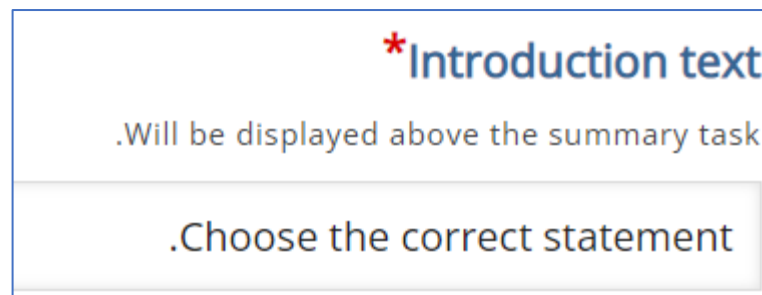 *Introduction text
.Will be displayed above the summary task
.Choose the correct statement